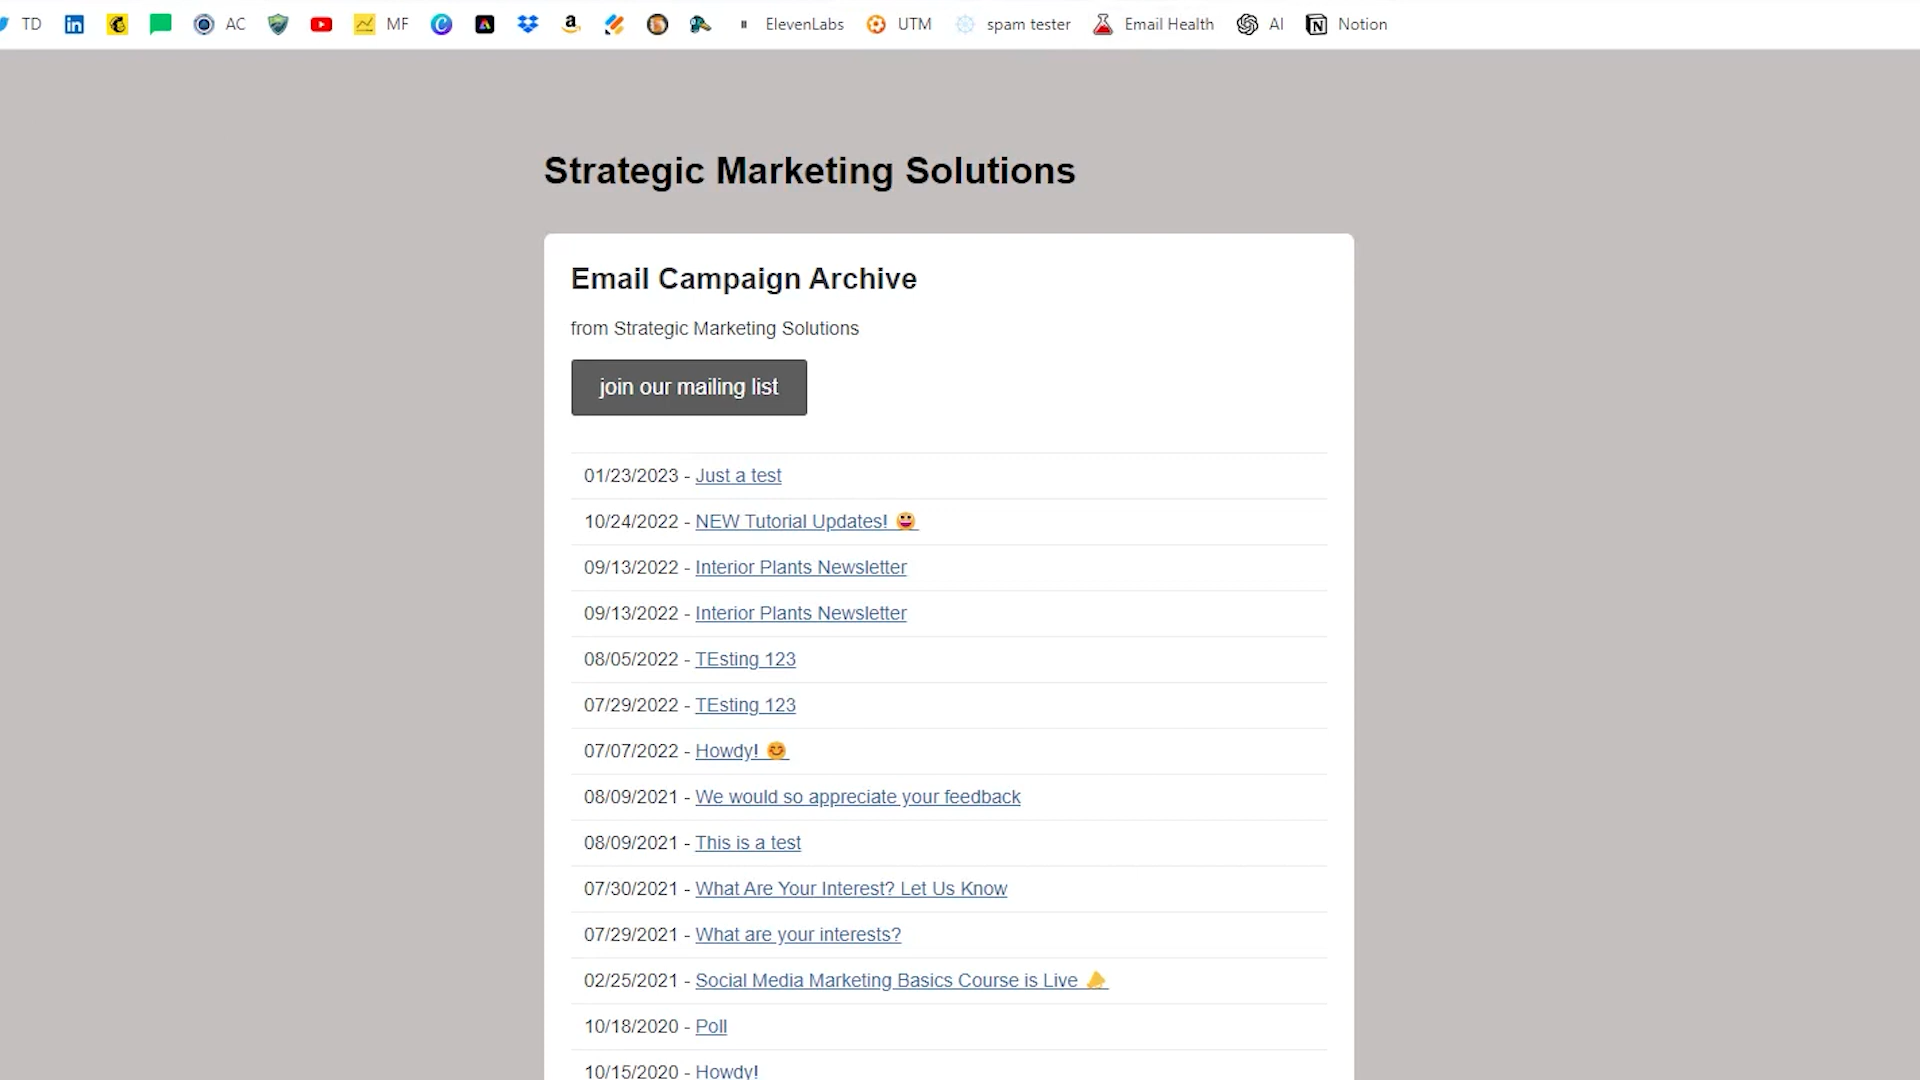 TD AC MF ElevenLabs UTM spam tester Email Health AI Notion
Strategic Marketing Solutions
Email Campaign Archive
from Strategic Marketing Solutions
join our mailing list
01/23/2023 - Just a test
10/24/2022 - NEW Tutorial Updates! 😀
09/13/2022 - Interior Plants Newsletter
09/13/2022 - Interior Plants Newsletter
08/05/2022 - TEsting 123
07/29/2022 - TEsting 123
07/07/2022 - Howdy! 😊
08/09/2021 - We would so appreciate your feedback
08/09/2021 - This is a test
07/30/2021 - What Are Your Interest? Let Us Know
07/29/2021 - What are your interests?
02/25/2021 - Social Media Marketing Basics Course is Live 📣
10/18/2020 - Poll
10/15/2020 - Howdy!